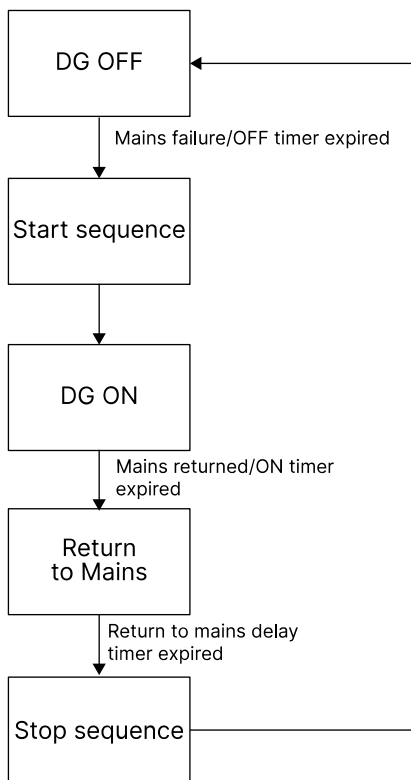 DG OFF
Mains failure/OFF timer expired
Start sequence
DG ON
Mains returned/ON timer
expired
Return
to Mains
Return to mains delay
timer expired
Stop sequence